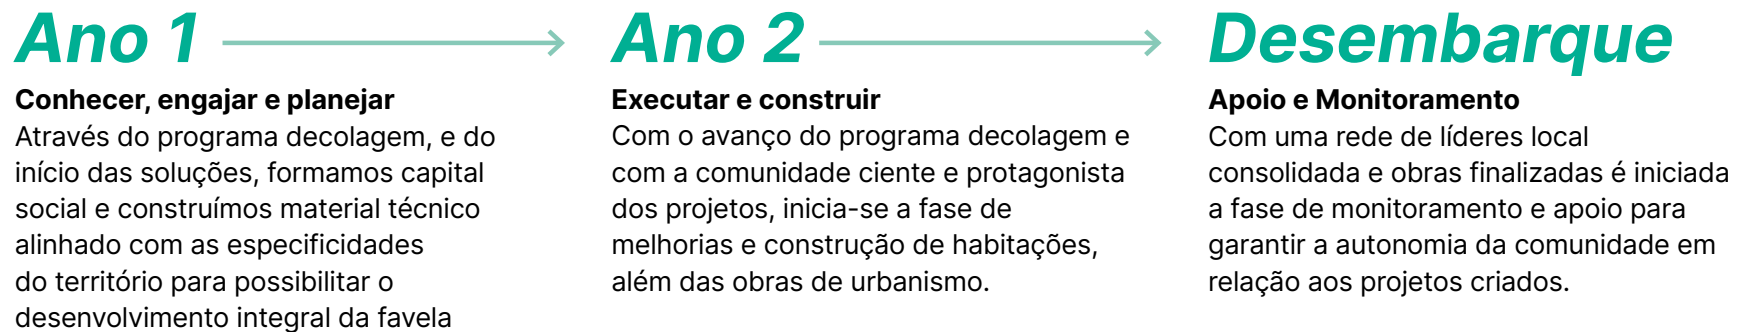 Ano 1
Conhecer, engajar e planejar
Através do programa decolagem, e do
início das soluções, formamos capital
social e construímos material técnico
alinhado com as especificidades
do território para possibilitar o
desenvolvimento integral da favela
Ano 2
Executar e construir
Com o avanço do programa decolagem e
com a comunidade ciente e protagonista
dos projetos, inicia-se a fase de
melhorias e construção de habitações,
além das obras de urbanismo.
Desembarque
Apoio e Monitoramento
Com uma rede de líderes local
consolidada e obras finalizadas é iniciada
a fase de monitoramento e apoio para
garantir a autonomia da comunidade em
relação aos projetos criados.